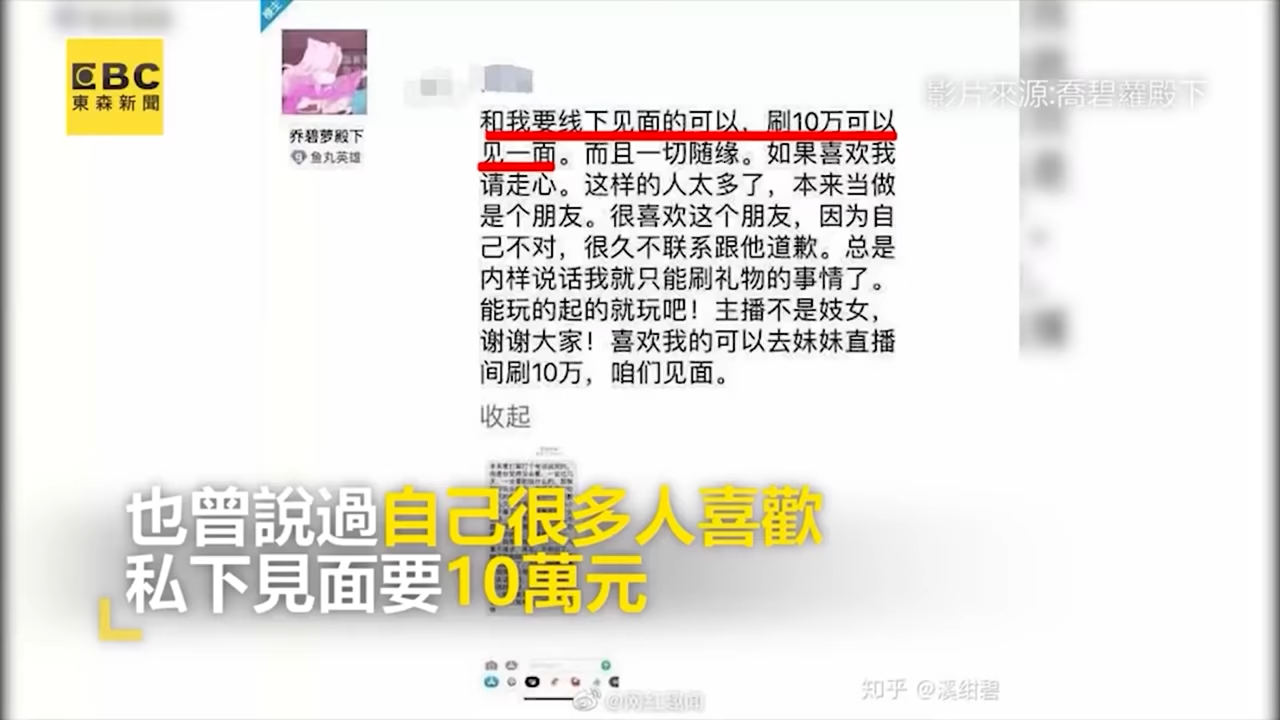 楼主
EBC
東森新聞
影片來源:喬碧蘿殿下
乔碧萝殿下
9 鱼丸英雄
和我要线下见面的可以，刷10万可以
见一面。而且一切随缘。如果喜欢我
请走心。这样的人太多了，本来当做
是个朋友。很喜欢这个朋友，因为自
己不对，很久不联系跟他道歉。总是
内样说话我就只能刷礼物的事情了。
能玩的起的就玩吧！主播不是妓女，
谢谢大家！喜欢我的可以去妹妹直播
间刷10万，咱们见面。
收起
也曾說過自己很多人喜歡
私下見面要10萬元
知乎 @溪绀碧